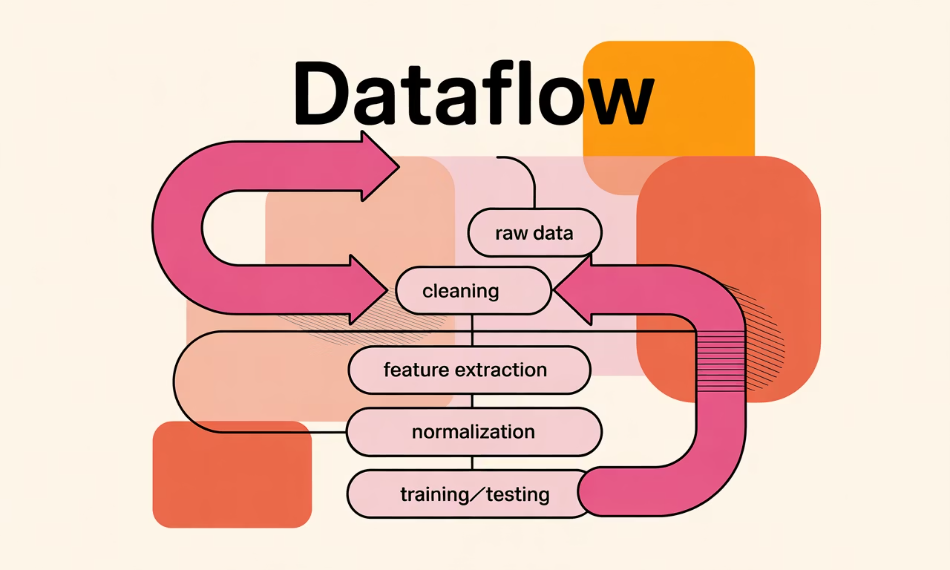 Dataflow
raw data
cleaning
feature extraction
normalization
training/testing